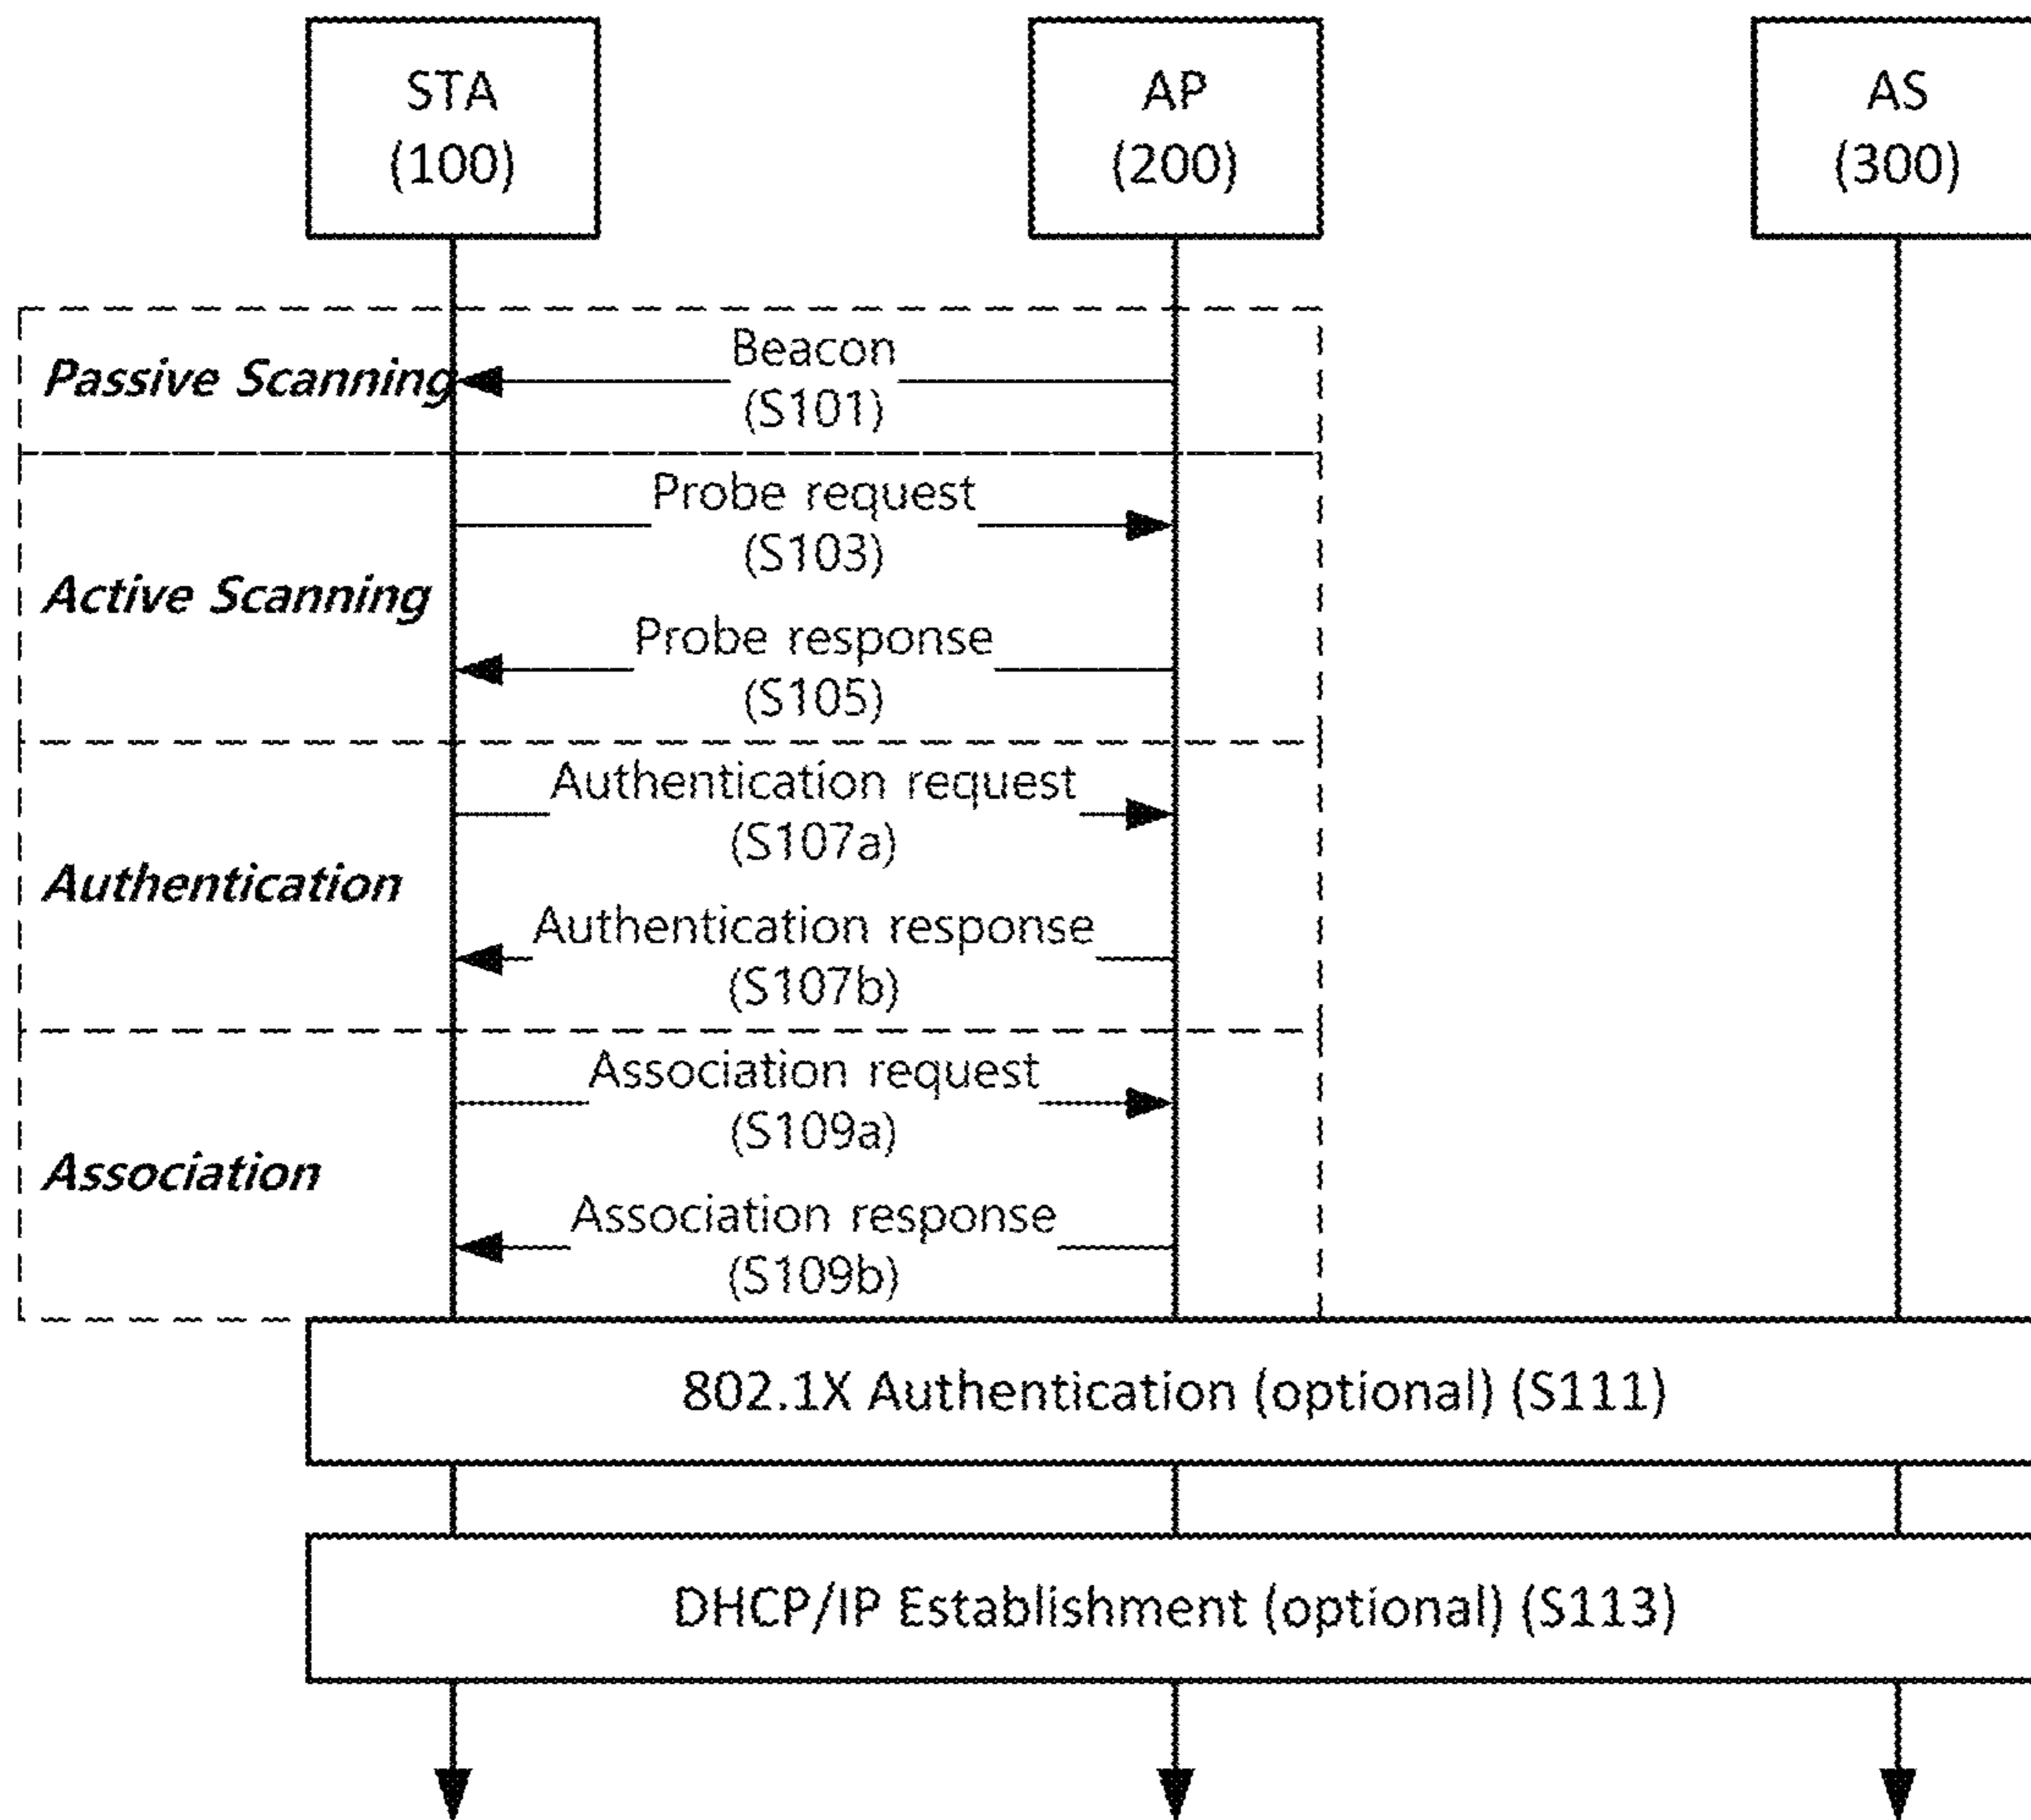 STA
(100)
AP
(200)
AS
(300)
Passive Scanning
Beacon
(S101)
Active Scanning
Probe request
(S103)
Probe response
(S105)
Authentication
Authentication request
(S107a)
Authentication response
(S107b)
Association
Association request
(S109a)
Association response
(S109b)
802.1X Authentication (optional) (S111)
DHCP/IP Establishment (optional) (S113)